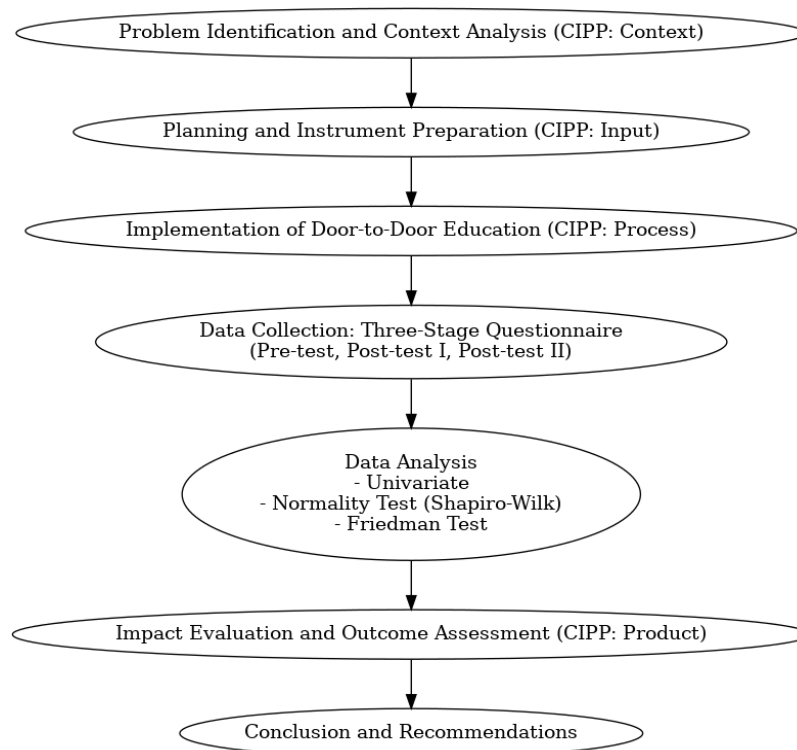 Problem Identification and Context Analysis (CIPP: Context)
Planning and Instrument Preparation (CIPP: Input)
Implementation of Door-to-Door Education (CIPP: Process)
Data Collection: Three-Stage Questionnaire
(Pre-test, Post-test I, Post-test II)
Data Analysis
- Univariate
- Normality Test (Shapiro-Wilk)
- Friedman Test
Impact Evaluation and Outcome Assessment (CIPP: Product)
Conclusion and Recommendations